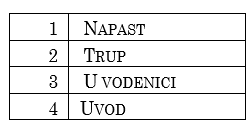 1 NAPAST
2 TRUP
3 U VODENICI
4 UVOD